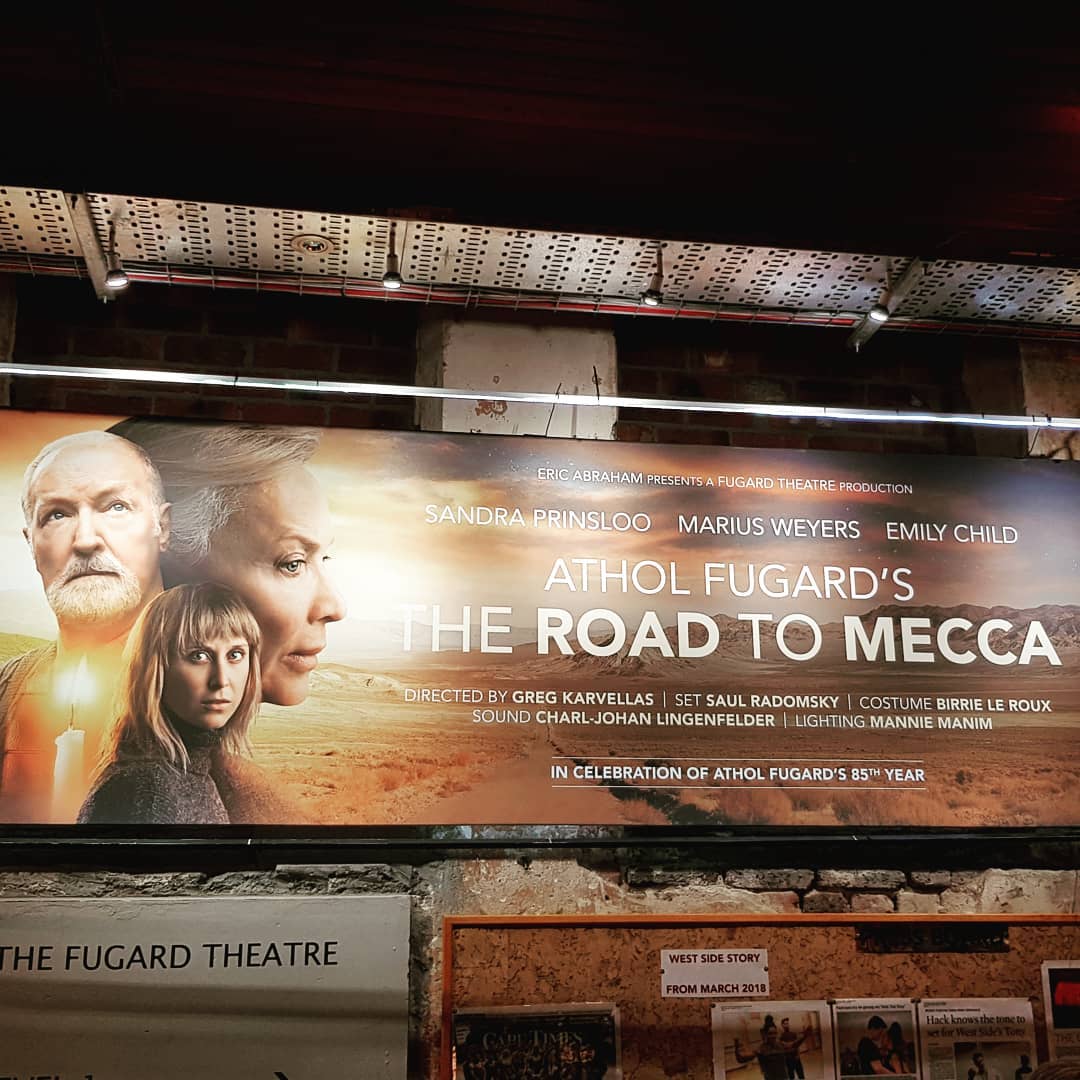 ERIC ABRAHAM PRESENTS A FUGARD THEATRE PRODUCTION
SANDRA PRINSLOO MARIUS WEYERS EMILY CHILD
ATHOL FUGARD'S
THE ROAD TO MECCA
DIRECTED BY GREG KARVELLAS | SET SAUL RADOMSKY | COSTUME BIRRIE LE ROUX
SOUND CHARL-JOHAN LINGENFELDER | LIGHTING MANNIE MANIM
IN CELEBRATION OF ATHOL FUGARD'S 85TH YEAR
THE FUGARD THEATRE
WEST SIDE STORY
FROM MARCH 2018
CAPE TIMES
Hack knows the tone to
set for West Side's Tony